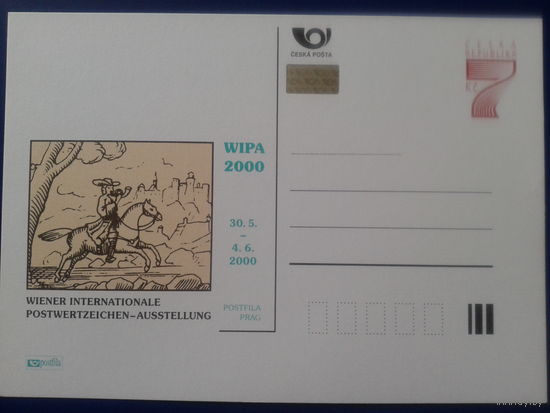 ČESKÁ POŠTA
ČESKÁ
REPUBLIKA
7
Kč
WIPA
2000
30. 5.
–
4. 6.
2000
WIENER INTERNATIONALE
POSTWERTZEICHEN–AUSSTELLUNG
POSTFILA
PRAG
postfila